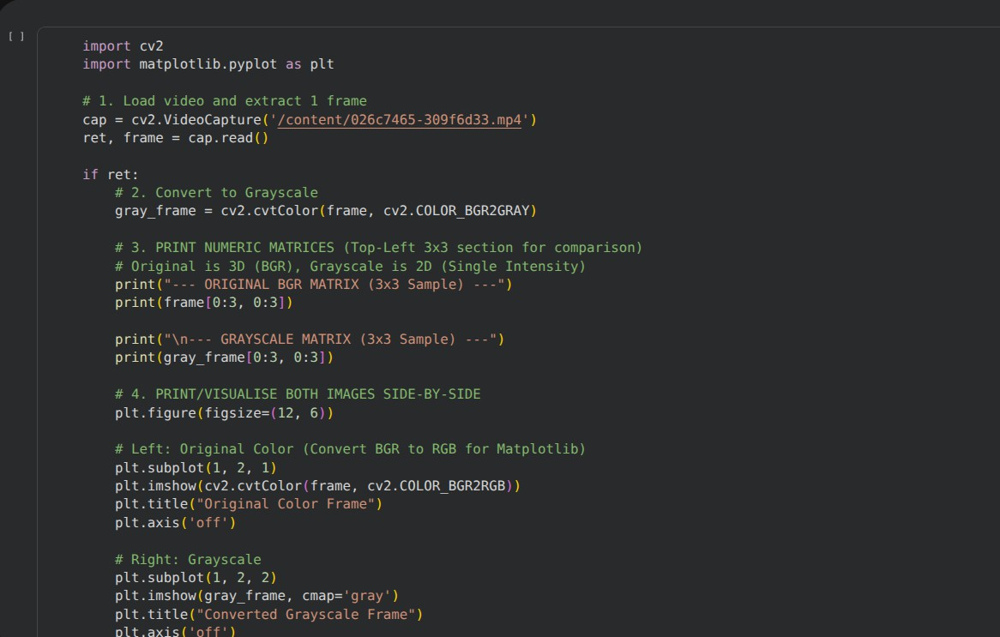 [ ]
import cv2
import matplotlib.pyplot as plt
# 1. Load video and extract 1 frame
cap = cv2.VideoCapture('/content/026c7465-309f6d33.mp4')
ret, frame = cap.read()
if ret:
    # 2. Convert to Grayscale
    gray_frame = cv2.cvtColor(frame, cv2.COLOR_BGR2GRAY)
    # 3. PRINT NUMERIC MATRICES (Top-Left 3x3 section for comparison)
    # Original is 3D (BGR), Grayscale is 2D (Single Intensity)
    print("--- ORIGINAL BGR MATRIX (3x3 Sample) ---")
    print(frame[0:3, 0:3])
    print("\n--- GRAYSCALE MATRIX (3x3 Sample) ---")
    print(gray_frame[0:3, 0:3])
    # 4. PRINT/VISUALISE BOTH IMAGES SIDE-BY-SIDE
    plt.figure(figsize=(12, 6))
    # Left: Original Color (Convert BGR to RGB for Matplotlib)
    plt.subplot(1, 2, 1)
    plt.imshow(cv2.cvtColor(frame, cv2.COLOR_BGR2RGB))
    plt.title("Original Color Frame")
    plt.axis('off')
    # Right: Grayscale
    plt.subplot(1, 2, 2)
    plt.imshow(gray_frame, cmap='gray')
    plt.title("Converted Grayscale Frame")
    plt.axis('off')